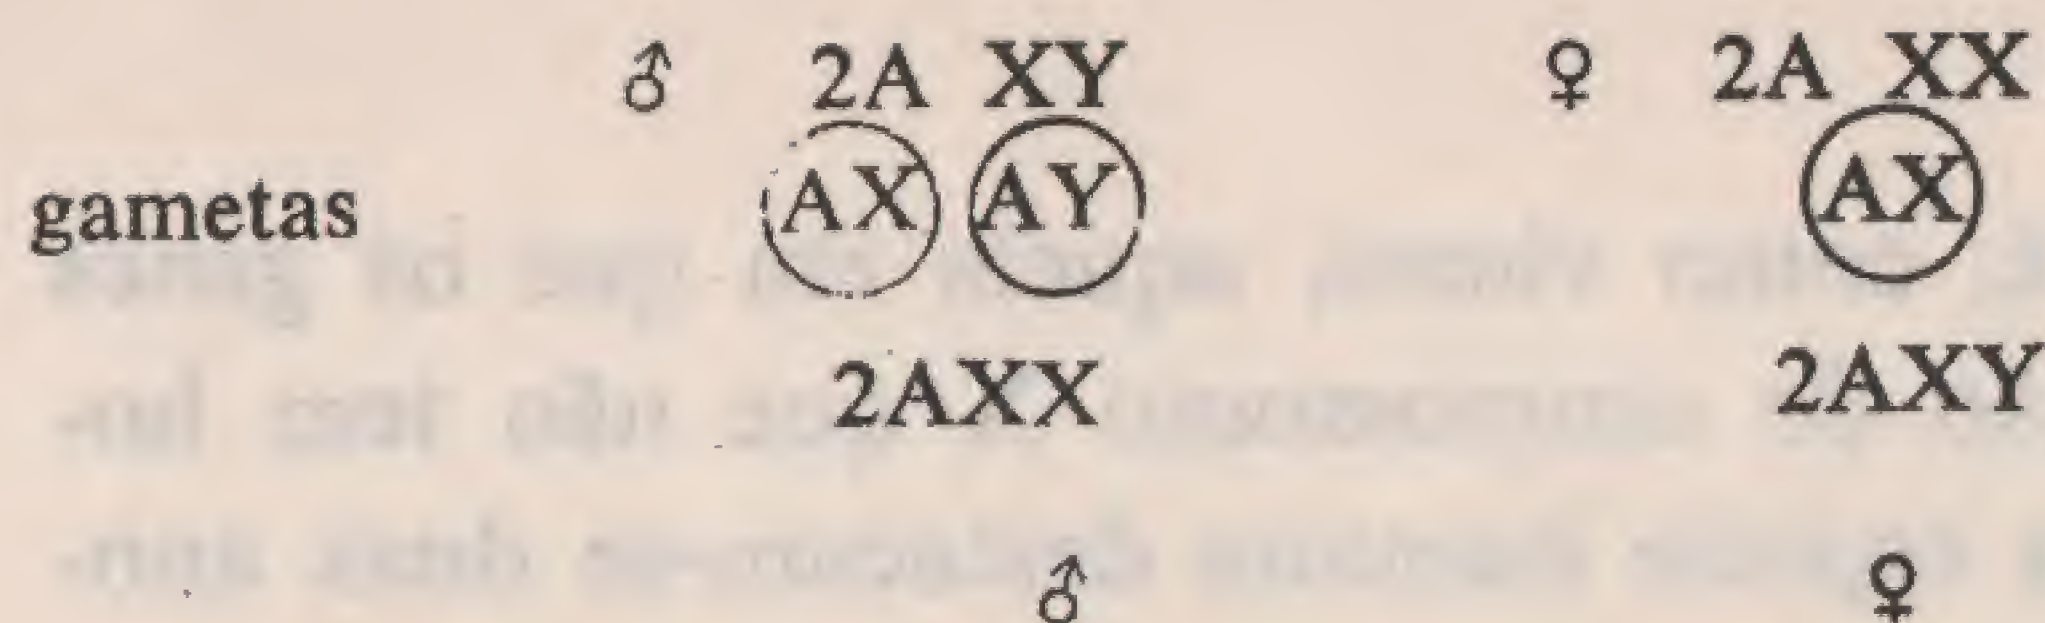 ♂ 2A XY ♀ 2A XX
gametas AX AY AX
2AXX 2AXY
♂ ♀